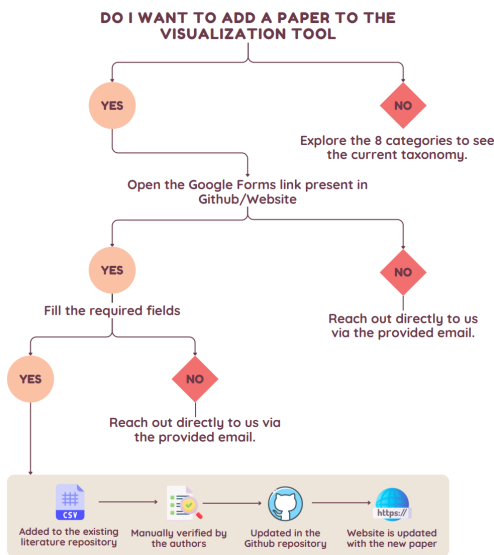 DO I WANT TO ADD A PAPER TO THE
VISUALIZATION TOOL
YES
NO
Explore the 8 categories to see
the current taxonomy.
Open the Google Forms link present in
Github/Website
YES
NO
Fill the required fields
Reach out directly to us
via the provided email.
YES
NO
Reach out directly to us via
the provided email.
CSV
https://
Added to the existing
literature repository
Manually verified by
the authors
Updated in the
Github repository
Website is updated
with the new paper